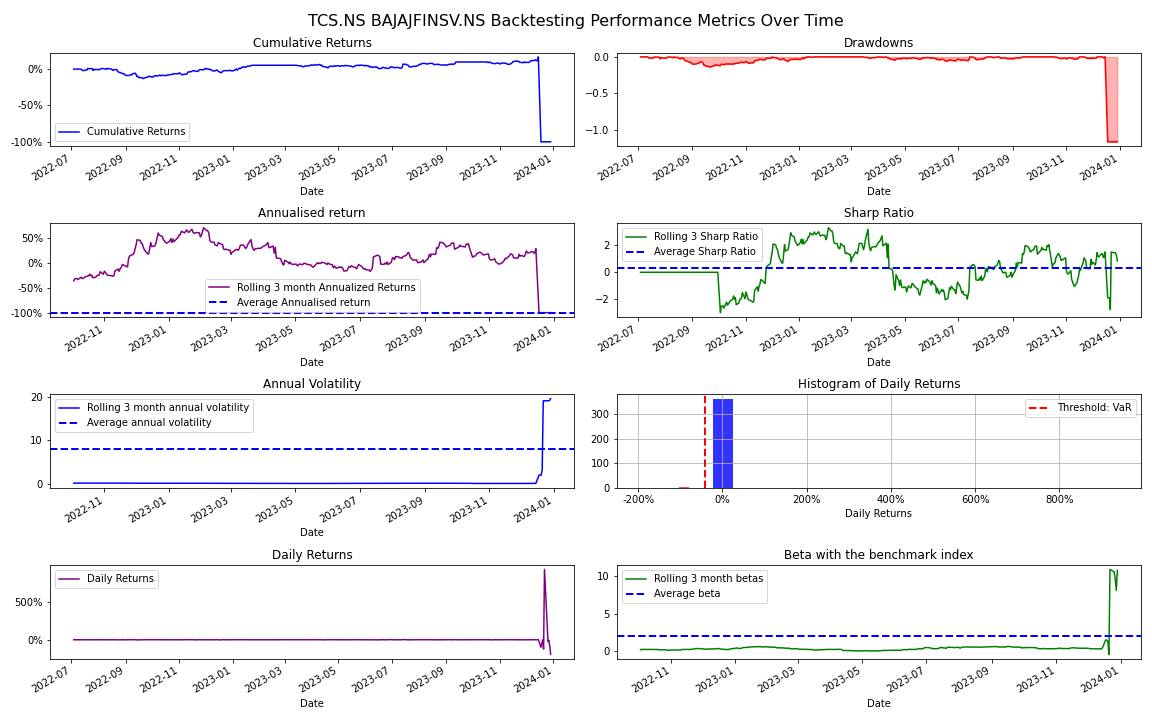 TCS.NS BAJAJFINSV.NS Backtesting Performance Metrics Over Time
Cumulative Returns
0%
-50%
-100%
Cumulative Returns
2022-07 2022-09 2022-11 2023-01 2023-03 2023-05 2023-07 2023-09 2023-11 2024-01
Date
Drawdowns
0.0
−0.5
−1.0
2022-07 2022-09 2022-11 2023-01 2023-03 2023-05 2023-07 2023-09 2023-11 2024-01
Date
Annualised return
50%
0%
-50%
-100%
Rolling 3 month Annualized Returns
Average Annualised return
2022-11 2023-01 2023-03 2023-05 2023-07 2023-09 2023-11 2024-01
Date
Sharp Ratio
2
0
−2
Rolling 3 Sharp Ratio
Average Sharp Ratio
2022-07 2022-09 2022-11 2023-01 2023-03 2023-05 2023-07 2023-09 2023-11 2024-01
Date
Annual Volatility
20
10
0
Rolling 3 month annual volatility
Average annual volatility
2022-11 2023-01 2023-03 2023-05 2023-07 2023-09 2023-11 2024-01
Date
Histogram of Daily Returns
300
200
100
0
Threshold: VaR
-200% 0% 200% 400% 600% 800%
Daily Returns
Daily Returns
500%
0%
Daily Returns
2022-07 2022-09 2022-11 2023-01 2023-03 2023-05 2023-07 2023-09 2023-11 2024-01
Date
Beta with the benchmark index
10
5
0
Rolling 3 month betas
Average beta
2022-11 2023-01 2023-03 2023-05 2023-07 2023-09 2023-11 2024-01
Date